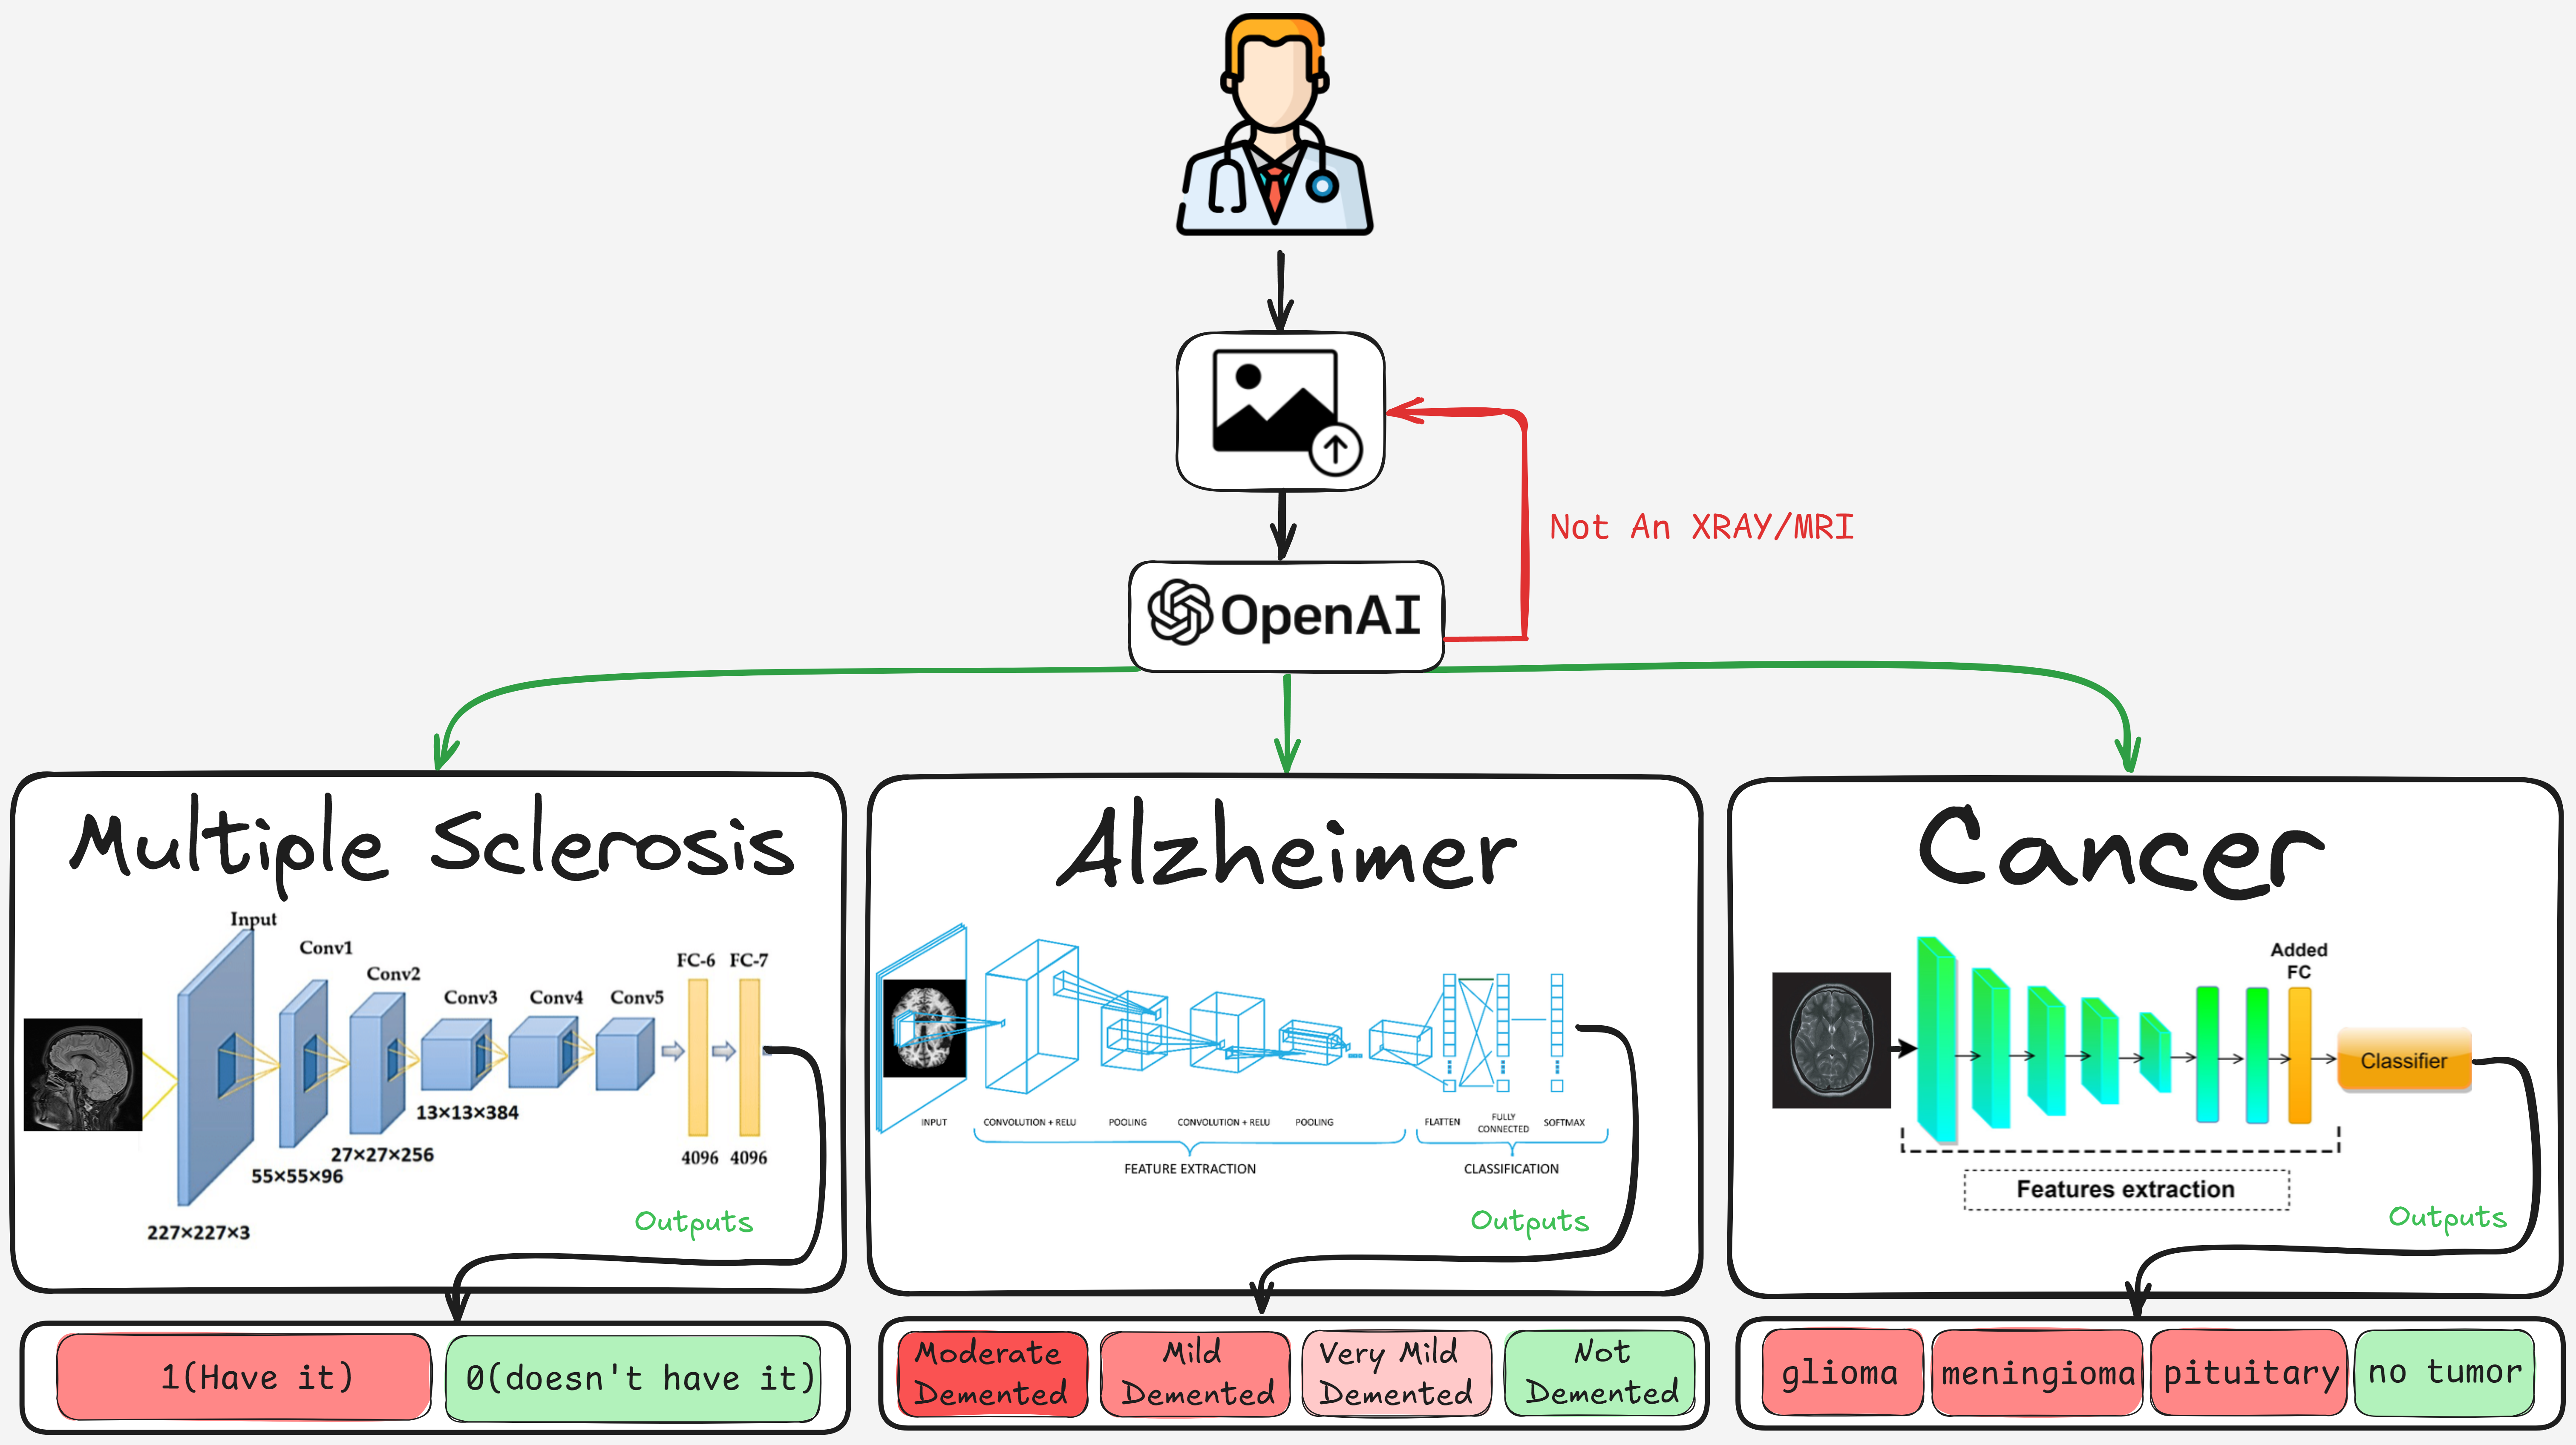 Not An XRAY/MRI
OpenAI
Multiple Sclerosis
Input
Conv1
Conv2
Conv3
Conv4
Conv5
FC-6
FC-7
13×13×384
27×27×256
55×55×96
227×227×3
4096
4096
Outputs
1(Have it)
0(doesn't have it)
Alzheimer
INPUT
CONVOLUTION + RELU
POOLING
CONVOLUTION + RELU
POOLING
FLATTEN
FULLY
CONNECTED
SOFTMAX
FEATURE EXTRACTION
CLASSIFICATION
Outputs
Moderate
Demented
Mild
Demented
Very Mild
Demented
Not
Demented
Cancer
Added
FC
Classifier
Features extraction
Outputs
glioma
meningioma
pituitary
no tumor